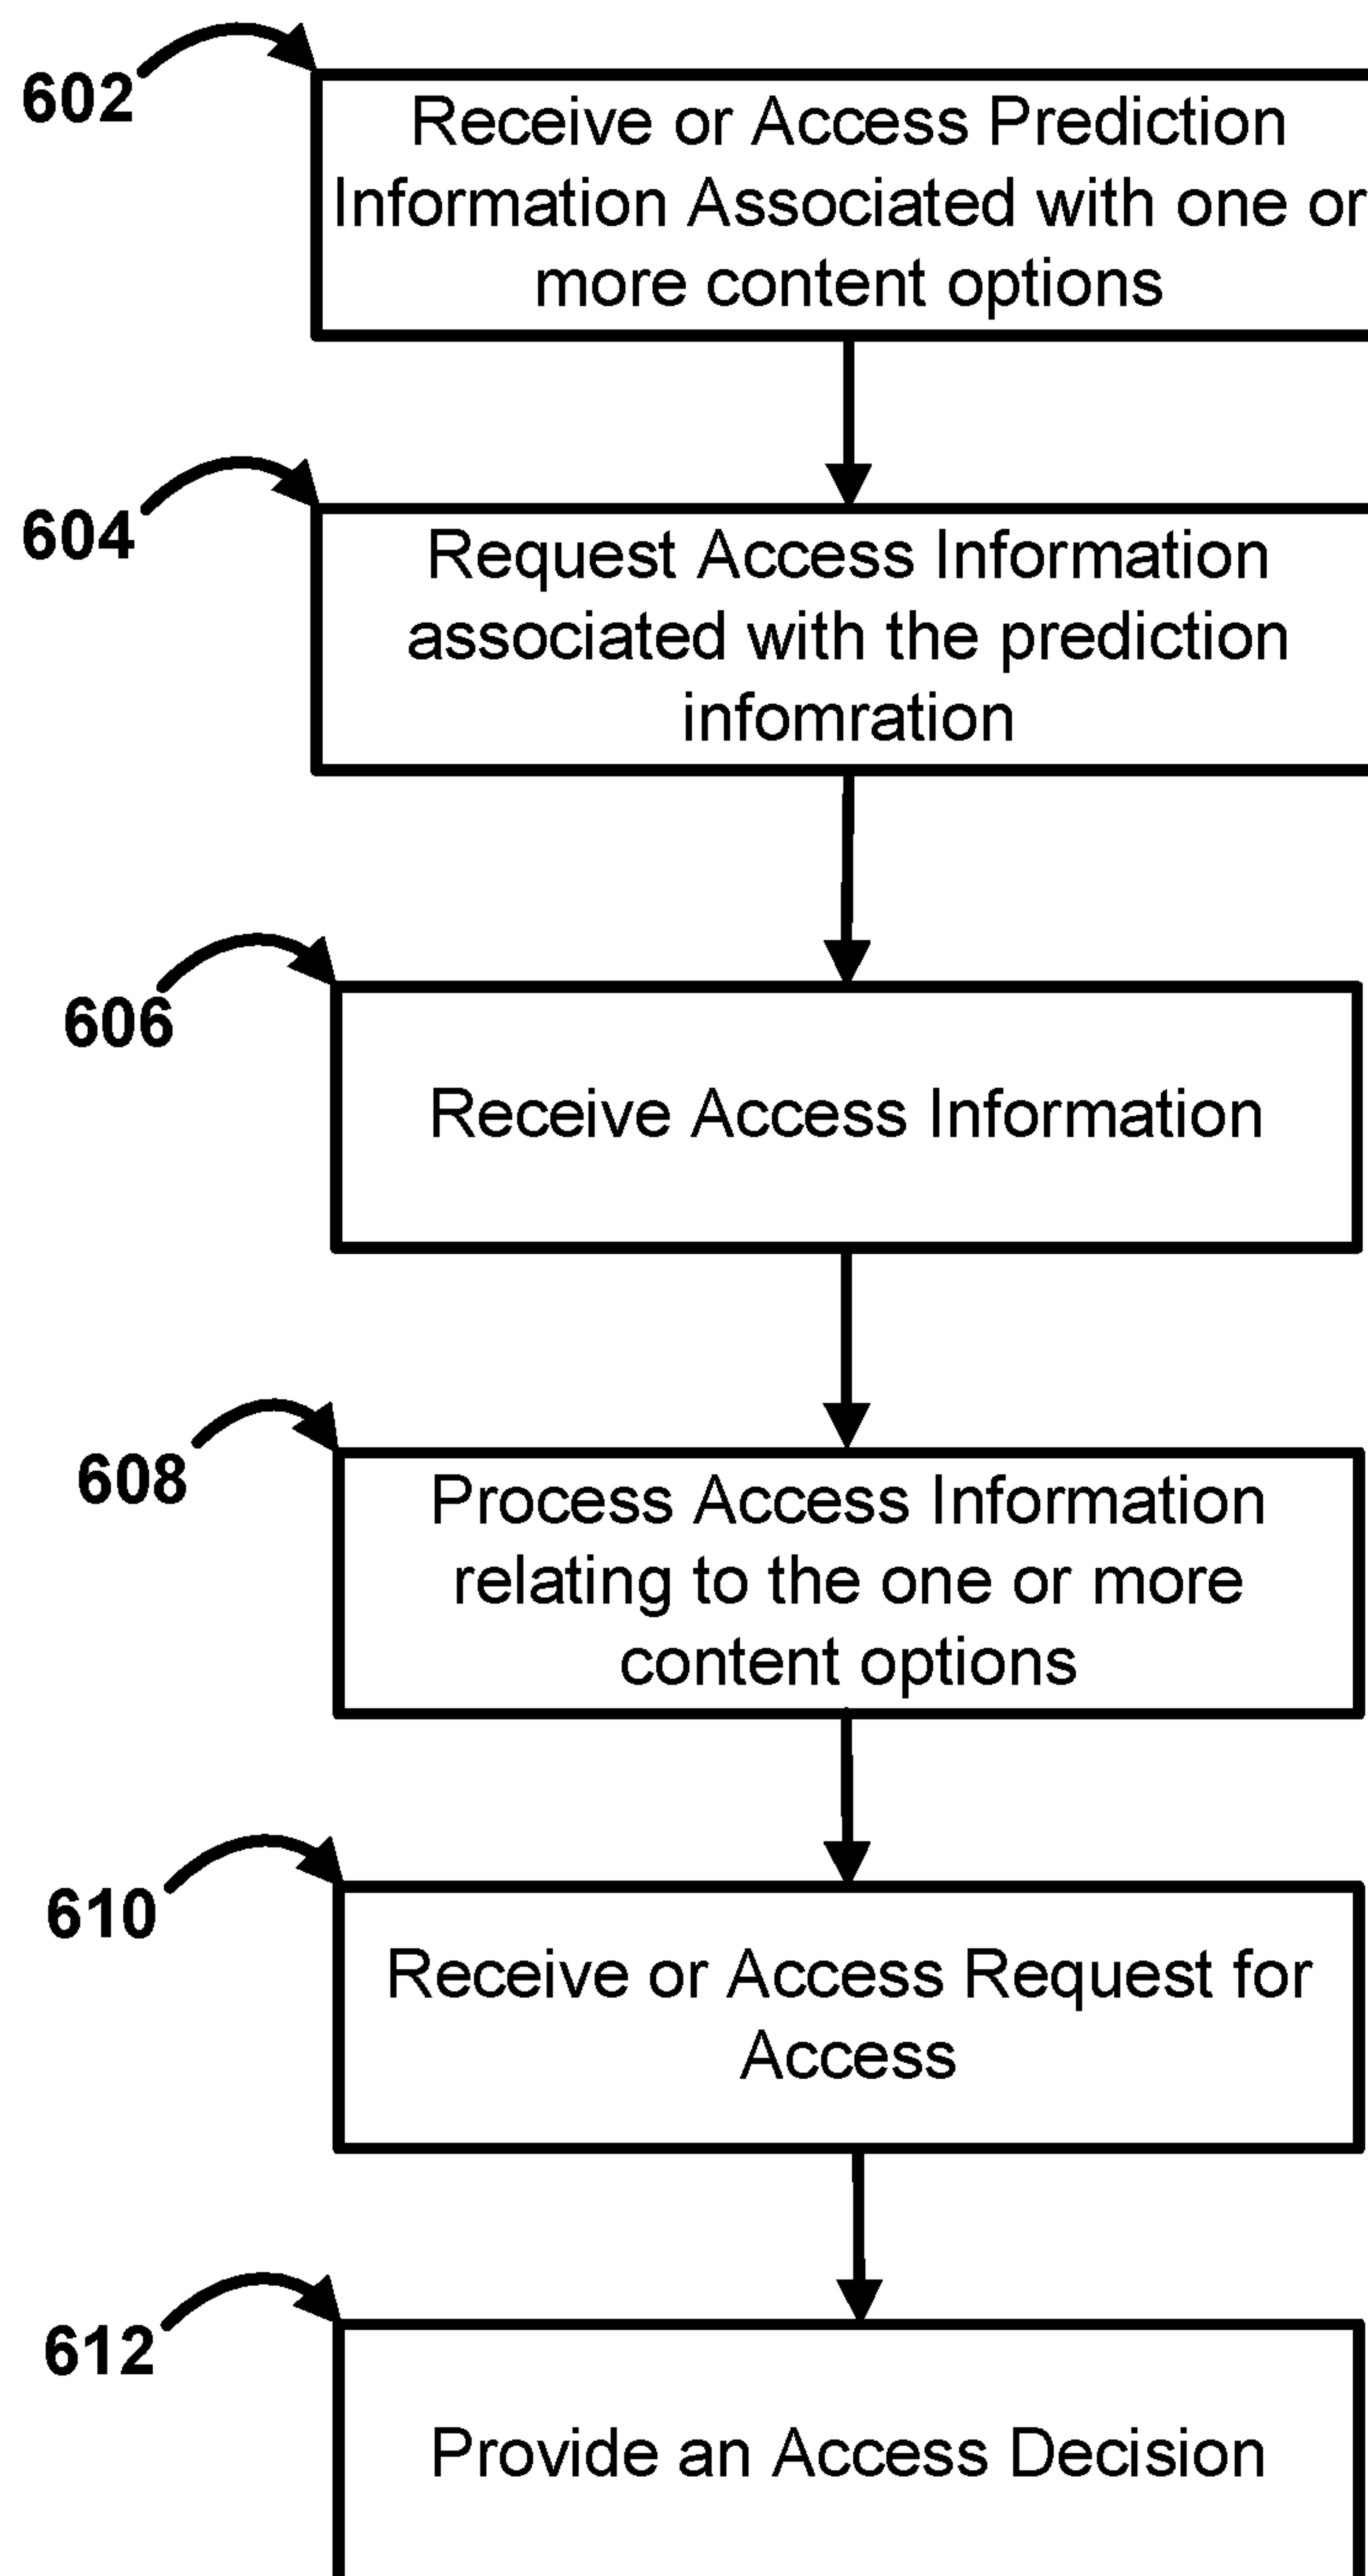 602
Receive or Access Prediction
Information Associated with one or
more content options
604
Request Access Information
associated with the prediction
infomration
606
Receive Access Information
608
Process Access Information
relating to the one or more
content options
610
Receive or Access Request for
Access
612
Provide an Access Decision